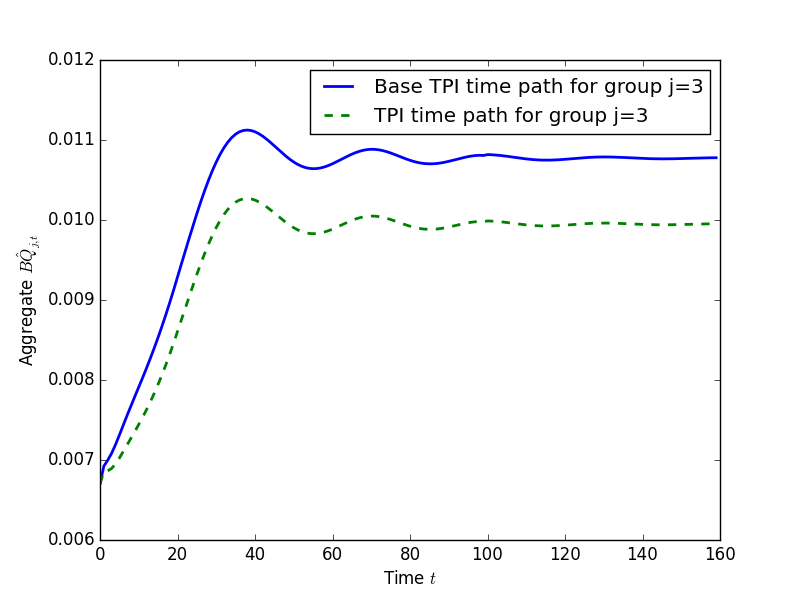 0.012
0.011
0.010
0.009
0.008
0.007
0.006
0 20 40 60 80 100 120 140 160
Aggregate $\hat{BQ}_{j,t}$
Time t
Base TPI time path for group j=3
TPI time path for group j=3